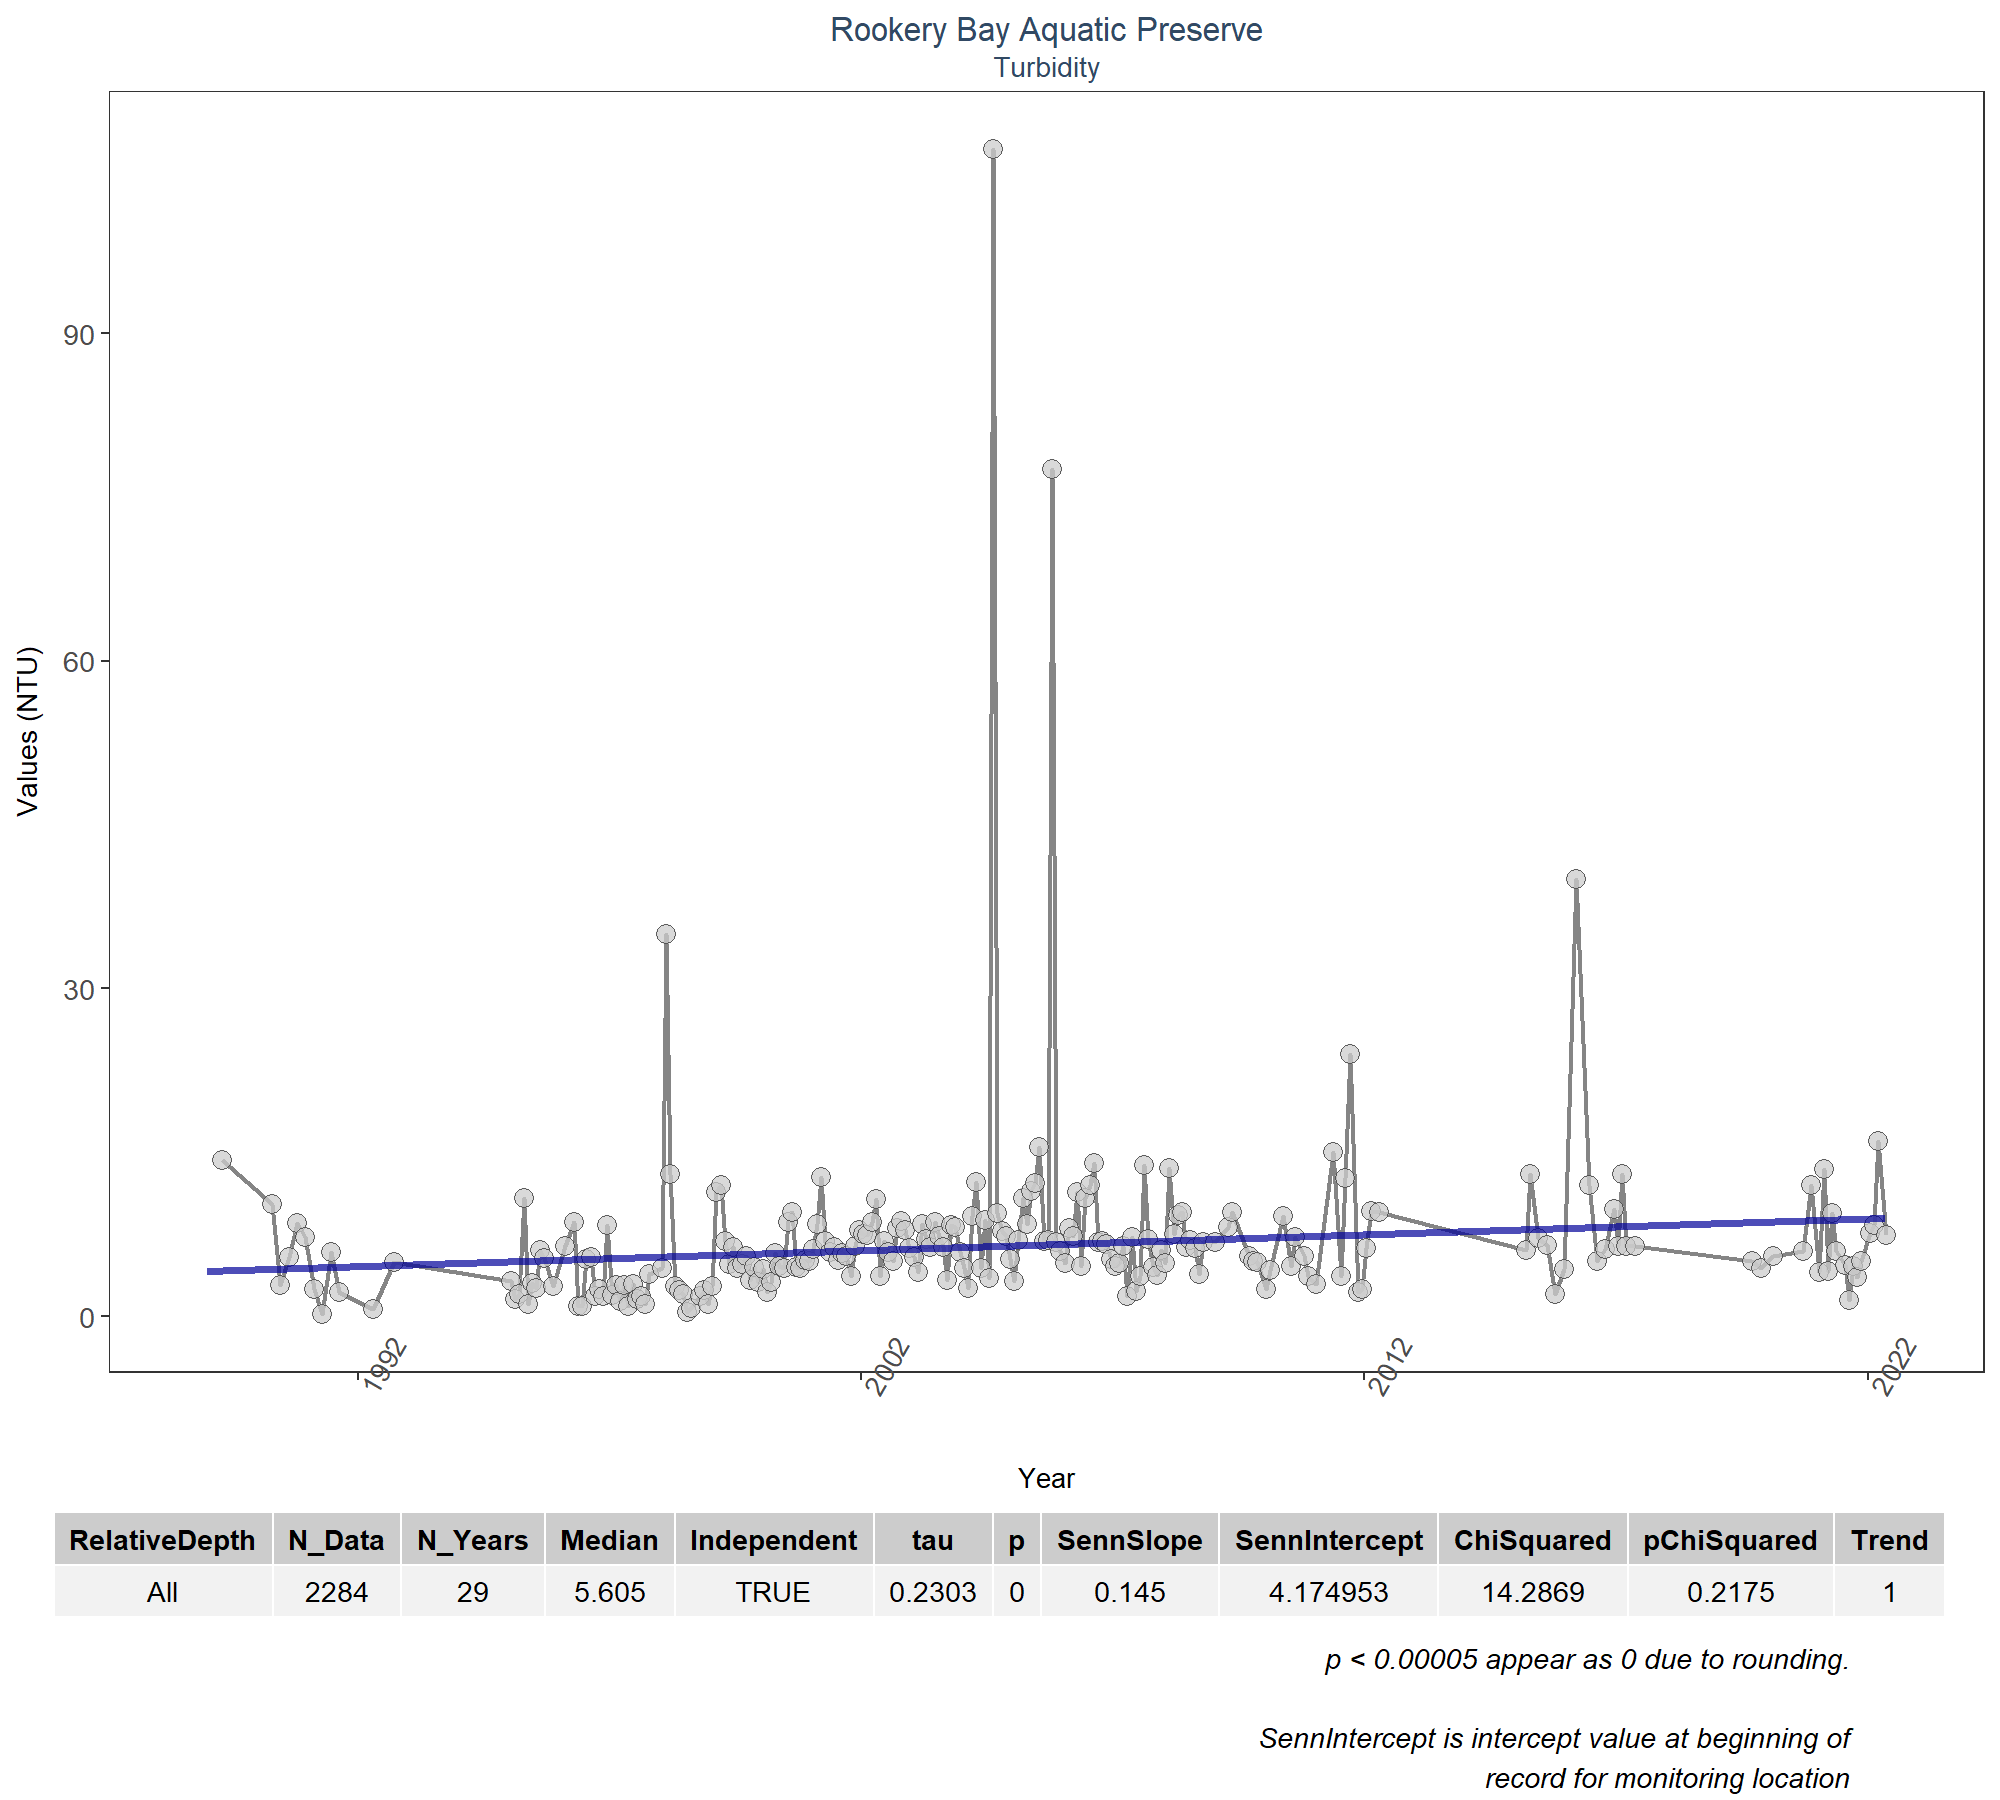 Rookery Bay Aquatic Preserve
Turbidity
Values (NTU)
90
60
30
0
1992
2002
2012
2022
Year
RelativeDepth N_Data N_Years Median Independent tau p SennSlope SennIntercept ChiSquared pChiSquared Trend
All 2284 29 5.605 TRUE 0.2303 0 0.145 4.174953 14.2869 0.2175 1
p < 0.00005 appear as 0 due to rounding.
SennIntercept is intercept value at beginning of
record for monitoring location